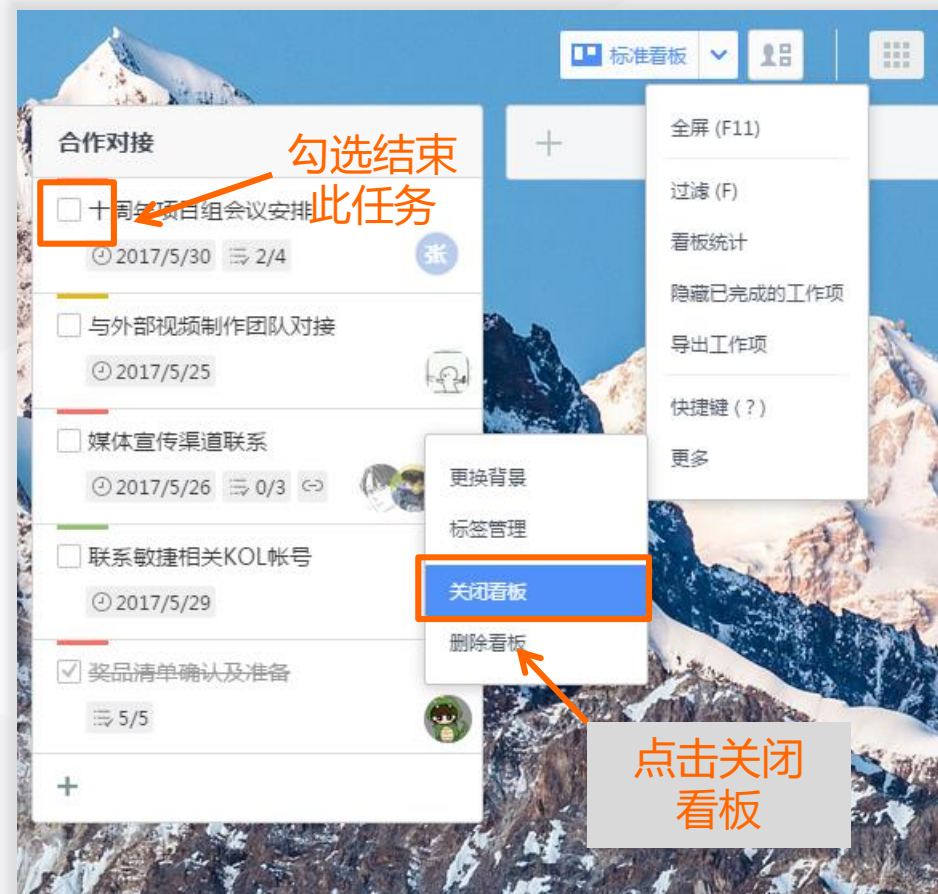 标准看板
合作对接
+
全屏 (F11)
勾选结束
此任务
十周年项目组会议安排
2017/5/30 2/4
张
过滤 (F)
看板统计
隐藏已完成的工作项
导出工作项
快捷键 (?)
更多
与外部视频制作团队对接
2017/5/25
媒体宣传渠道联系
2017/5/26 0/3
联系敏捷相关KOL帐号
2017/5/29
奖品清单确认及准备
5/5
+
更换背景
标签管理
关闭看板
删除看板
点击关闭
看板